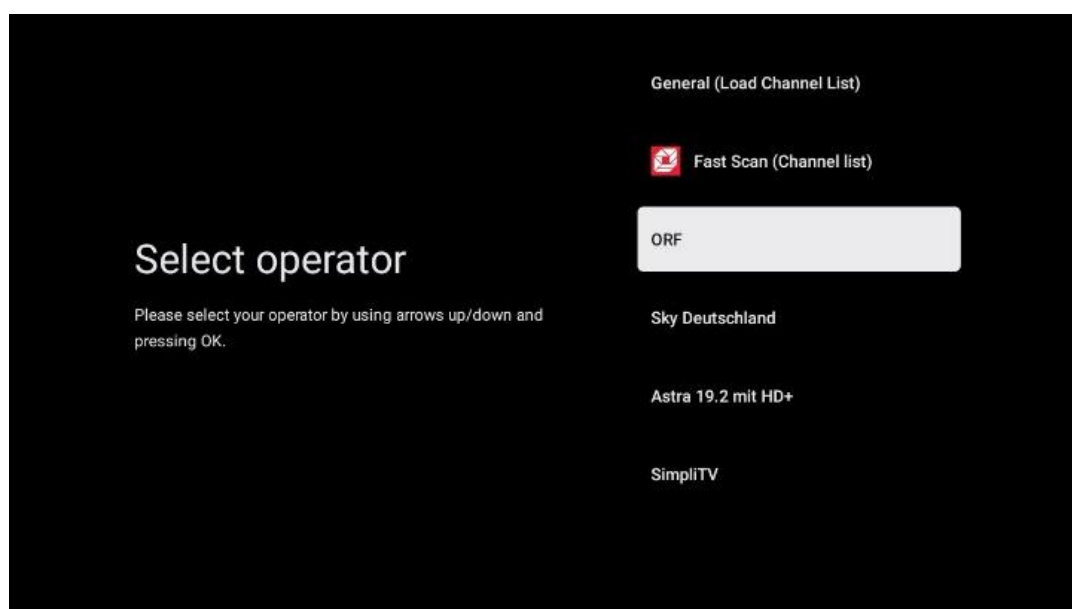 Select operator
Please select your operator by using arrows up/down and
pressing OK.
General (Load Channel List)
Fast Scan (Channel list)
ORF
Sky Deutschland
Astra 19.2 mit HD+
SimpliTV